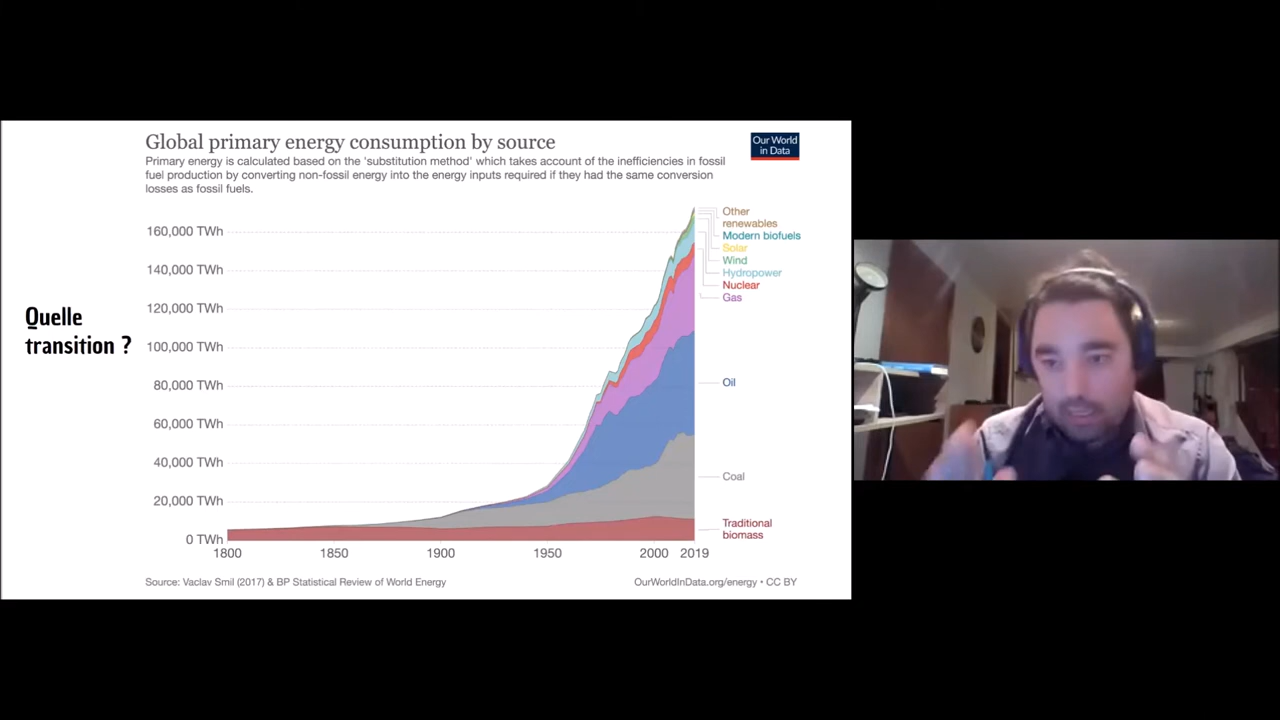 Global primary energy consumption by source
Primary energy is calculated based on the 'substitution method' which takes account of the inefficiencies in fossil
fuel production by converting non-fossil energy into the energy inputs required if they had the same conversion
losses as fossil fuels.
Our World
in Data
Quelle
transition ?
160,000 TWh
140,000 TWh
120,000 TWh
100,000 TWh
80,000 TWh
60,000 TWh
40,000 TWh
20,000 TWh
0 TWh
1800
1850
1900
1950
2000
2019
Other
renewables
Modern biofuels
Solar
Wind
Hydropower
Nuclear
Gas
Oil
Coal
Traditional
biomass
Source: Vaclav Smil (2017) & BP Statistical Review of World Energy
OurWorldInData.org/energy • CC BY